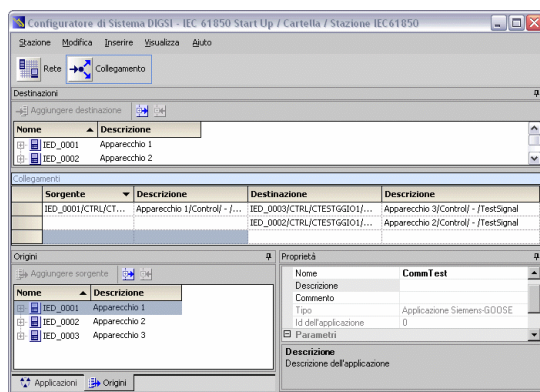 Configuratore di Sistema DIGSI - IEC 61850 Start Up / Cartella / Stazione IEC61850
Stazione Modifica Inserire Visualizza Aiuto
Rete Collegamento
Destinazioni
Aggiungere destinazione
Nome Descrizione
IED_0001 Apparecchio 1
IED_0002 Apparecchio 2
Collegamenti
Sorgente Descrizione Destinazione Descrizione
IED_0001/CTRL/CT... Apparecchio 1/Control/ - /... IED_0003/CTRL/CTESTGGIO1/... Apparecchio 3/Control/ - /TestSignal
IED_0002/CTRL/CTESTGGIO1/... Apparecchio 2/Control/ - /TestSignal
Origini
Aggiungere sorgente
Nome Descrizione
IED_0001 Apparecchio 1
IED_0002 Apparecchio 2
IED_0003 Apparecchio 3
Applicazioni Origini
Proprietà
Nome CommTest
Descrizione
Commento
Tipo Applicazione Siemens-GOOSE
Id dell'applicazione 0
Parametri
Descrizione
Descrizione dell'applicazione